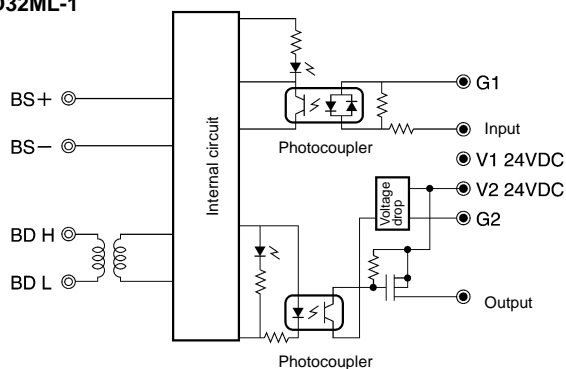 D32ML-1
BS+
BS−
BD H
BD L
Internal circuit
Photocoupler
G1
Input
V1 24VDC
V2 24VDC
Voltage
drop
G2
Output
Photocoupler